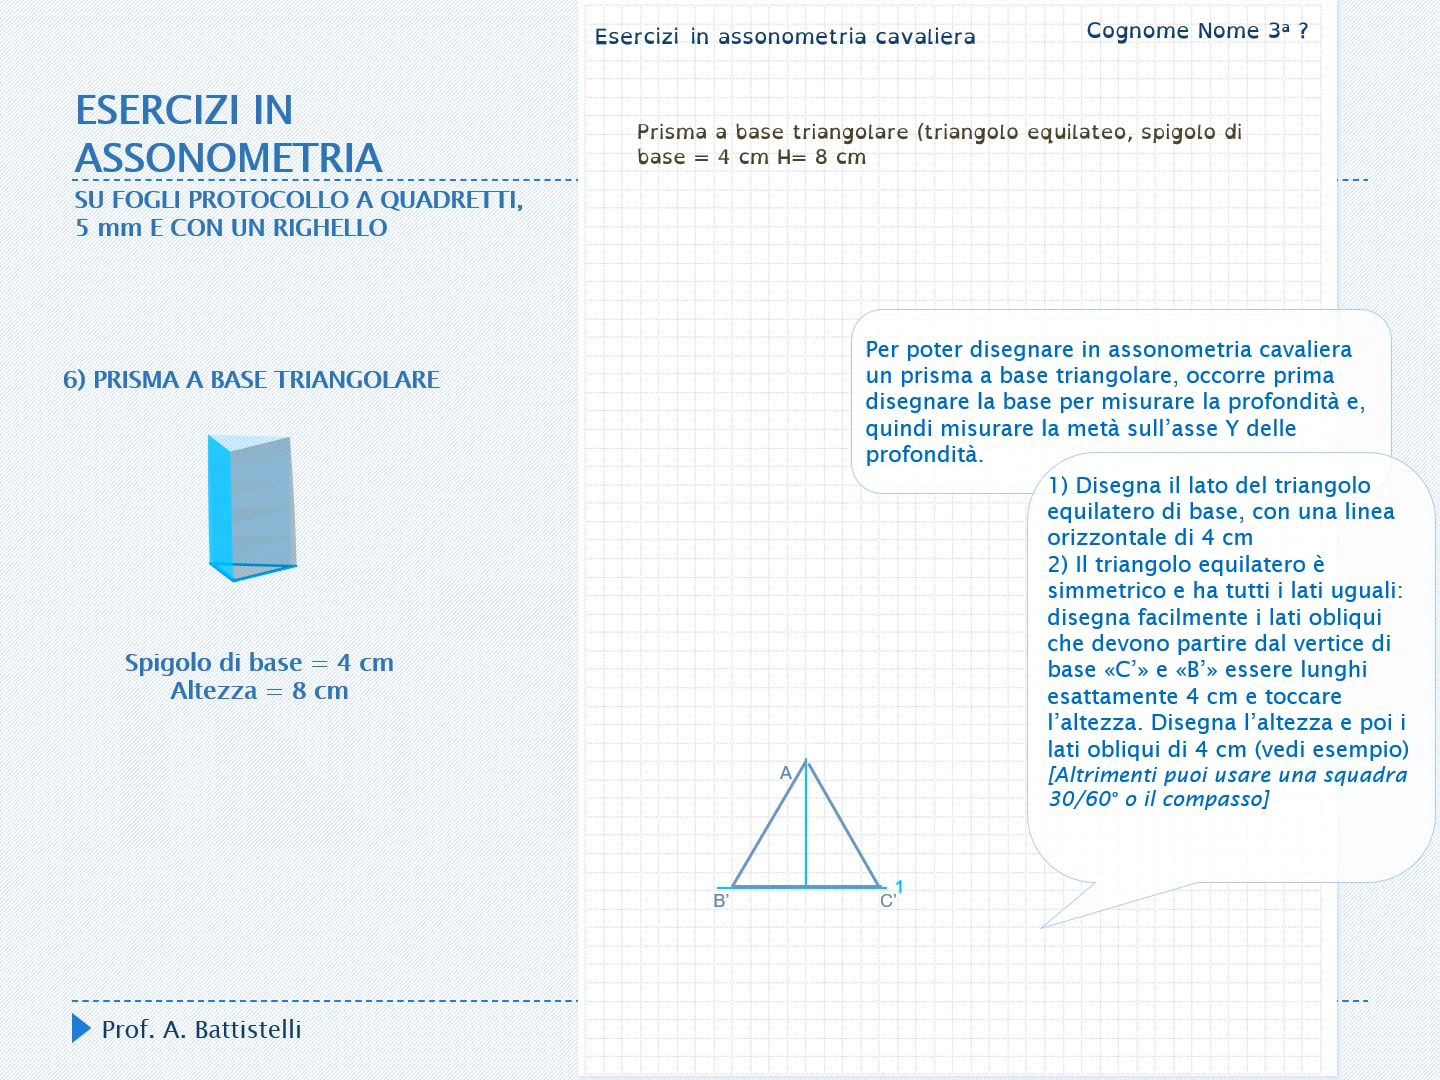 Esercizi in assonometria cavaliera
Cognome Nome 3ª ?
ESERCIZI IN
ASSONOMETRIA
SU FOGLI PROTOCOLLO A QUADRETTI,
5 mm E CON UN RIGHELLO
Prisma a base triangolare (triangolo equilateo, spigolo di
base = 4 cm H= 8 cm
6) PRISMA A BASE TRIANGOLARE
Spigolo di base = 4 cm
Altezza = 8 cm
Per poter disegnare in assonometria cavaliera
un prisma a base triangolare, occorre prima
disegnare la base per misurare la profondità e,
quindi misurare la metà sull’asse Y delle
profondità.
1) Disegna il lato del triangolo
equilatero di base, con una linea
orizzontale di 4 cm
2) Il triangolo equilatero è
simmetrico e ha tutti i lati uguali:
disegna facilmente i lati obliqui
che devono partire dal vertice di
base «C’» e «B’» essere lunghi
esattamente 4 cm e toccare
l’altezza. Disegna l’altezza e poi i
lati obliqui di 4 cm (vedi esempio)
[Altrimenti puoi usare una squadra
30/60° o il compasso]
A
B’
C’
1
Prof. A. Battistelli